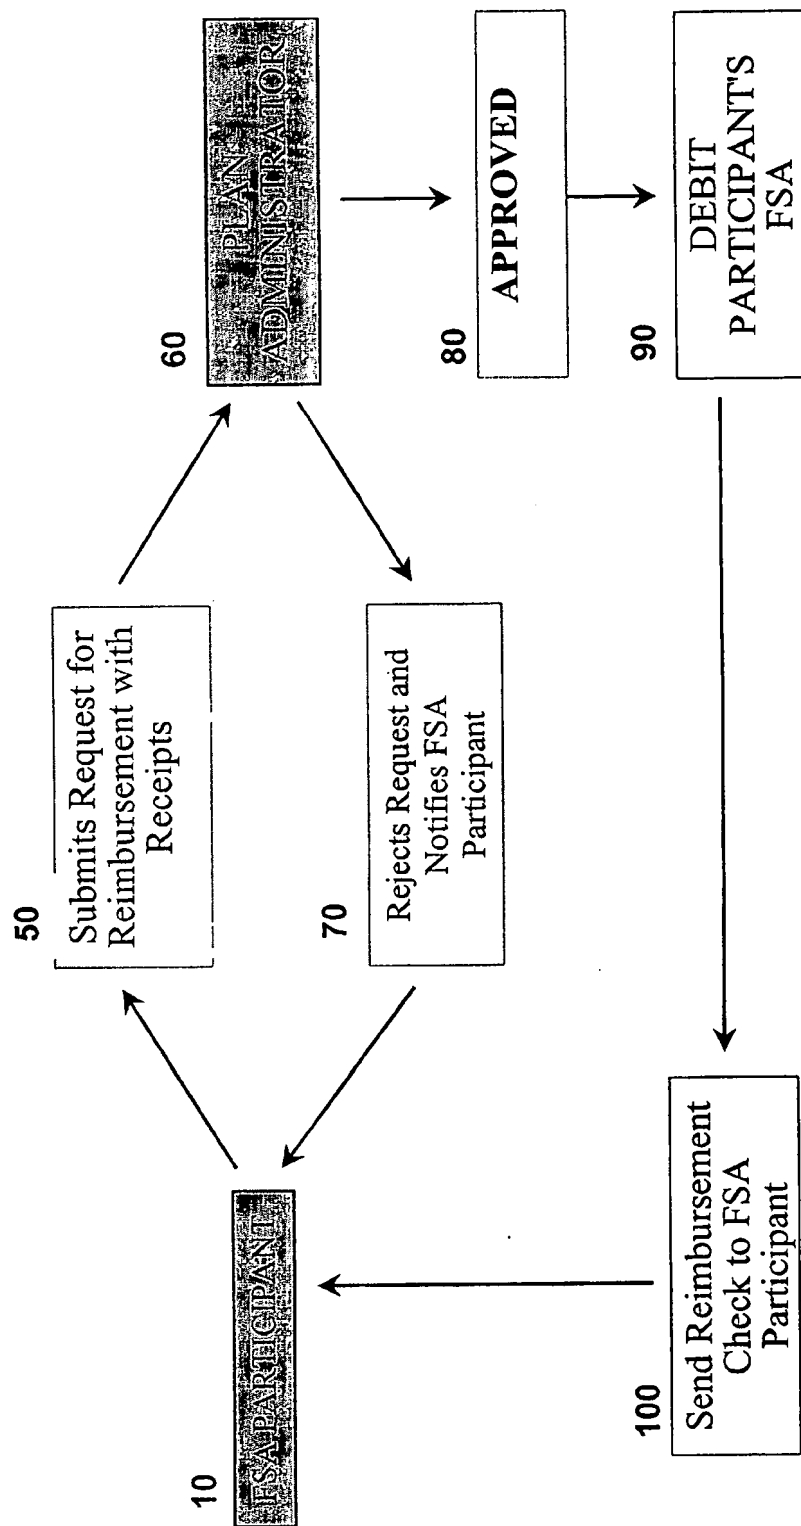 10
FSA PARTICIPANT
50
Submits Request for
Reimbursement with
Receipts
60
PLAN
ADMINISTRATOR
70
Rejects Request and
Notifies FSA
Participant
80
APPROVED
90
DEBIT
PARTICIPANT'S
FSA
100
Send Reimbursement
Check to FSA
Participant